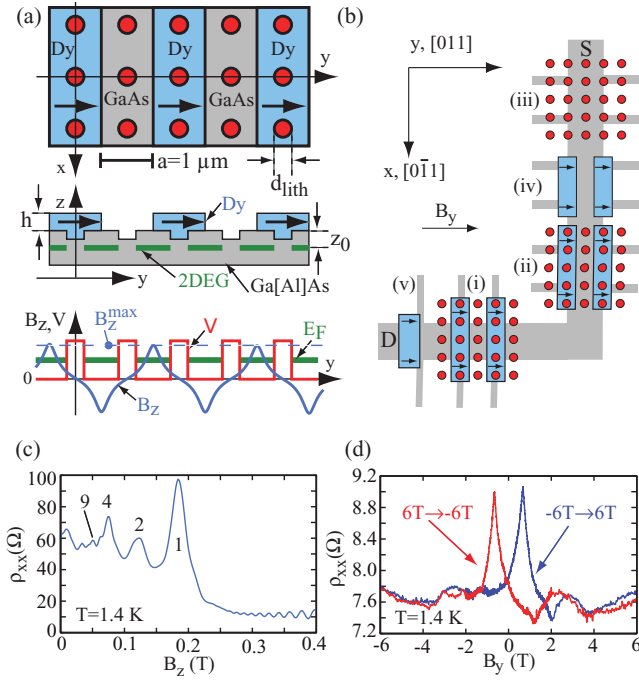 (a)
Dy
Dy
Dy
y
GaAs
GaAs
x
a=1 μm
d_lith
z
h
Dy
z_0
y
2DEG
Ga[Al]As
B_z,V
B_z^max
V
E_F
0
y
B_z
(b)
y, [011]
S
(iii)
x, [01̅1]
(iv)
B_y
(ii)
(v)
(i)
D
(c)
100
80
60
40
20
0
ρ_xx(Ω)
9
4
2
1
T=1.4 K
0
0.1
0.2
0.3
0.4
B_z (T)
(d)
9.2
8.8
8.4
8.0
7.6
7.2
ρ_xx(Ω)
6T→-6T
-6T→6T
T=1.4 K
-6
-4
-2
0
2
4
6
B_y (T)